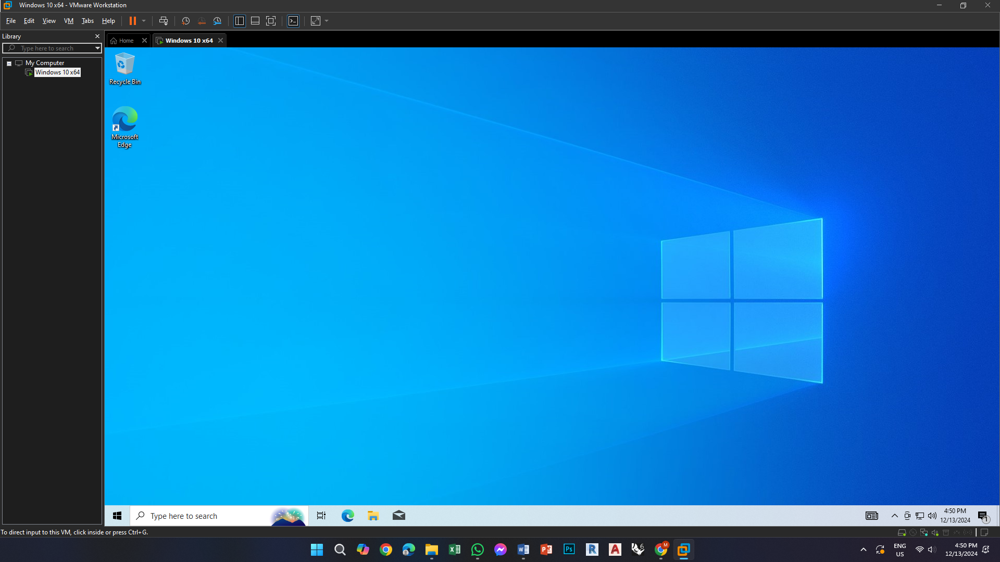 Windows 10 x64 - VMware Workstation
File Edit View VM Tabs Help
Library
Home
Windows 10 x64
Type here to search
My Computer
Windows 10 x64
Recycle Bin
Microsoft
Edge
Type here to search
4:50 PM
12/13/2024
1
To direct input to this VM, click inside or press Ctrl+G.
X
W
P
Ps
R
A
6
M
ENG
US
4:50 PM
12/13/2024